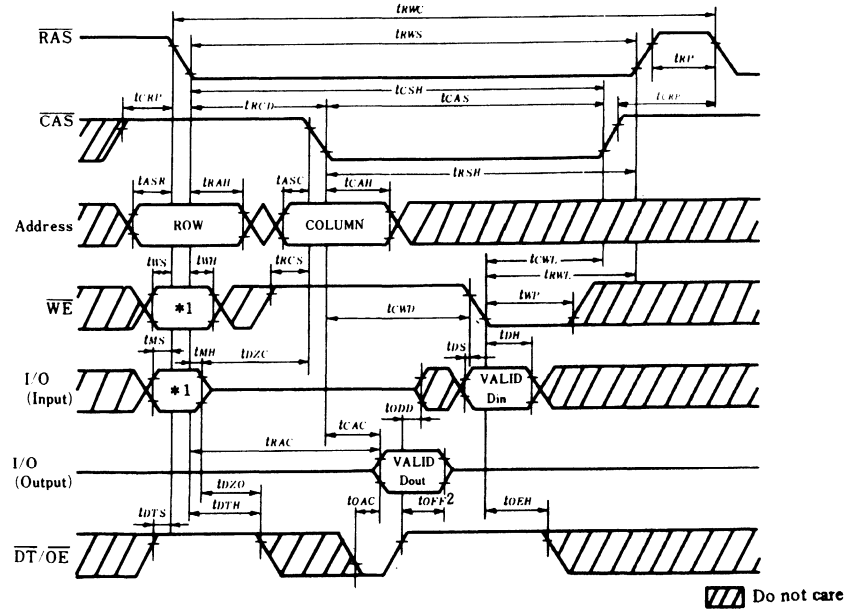 tRWC
RAS
tRWS
tRP
tCSH
tCRP
tRCD
tCAS
tCRP
CAS
tRSH
tASR
tRAH
tASC
tCAH
Address
ROW
COLUMN
tCWL
tWS
tWH
tRCS
tRWL
WE
*1
tWP
tCWD
tMS
tMH
tDZC
tDS
tDH
I/O
(Input)
*1
VALID
Din
tODD
tCAC
tRAC
I/O
(Output)
VALID
Dout
tDZO
tDTS
tDTH
tOAC
tOFF2
tOEH
DT/OE
Do not care